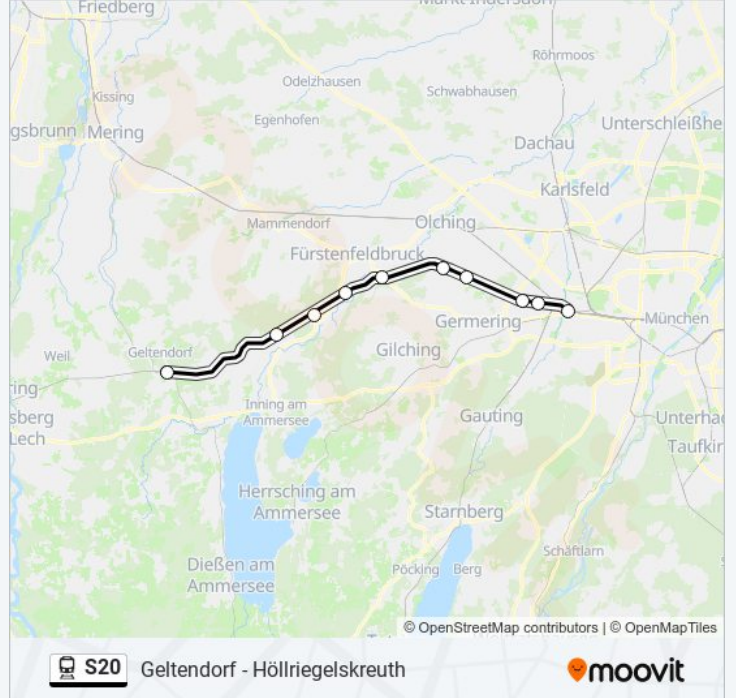 Friedberg
Markt Indersdorf
Röhrmoos
Odelzhausen
Kissing
Schwabhausen
Egenhofen
gsbrunn
Mering
Unterschleißhe
Dachau
Karlsfeld
Mammendorf
Olching
Fürstenfeldbruck
Germering
München
Weil
Geltendorf
Gilching
ring
Inning am
Ammersee
sberg
Lech
Gauting
Unterhac
Taufkir
Herrsching am
Ammersee
Starnberg
Schäftlarn
Dießen am
Ammersee
Pöcking
Berg
© OpenStreetMap contributors | © OpenMapTiles
S20 Geltendorf - Höllriegelskreuth
moovit